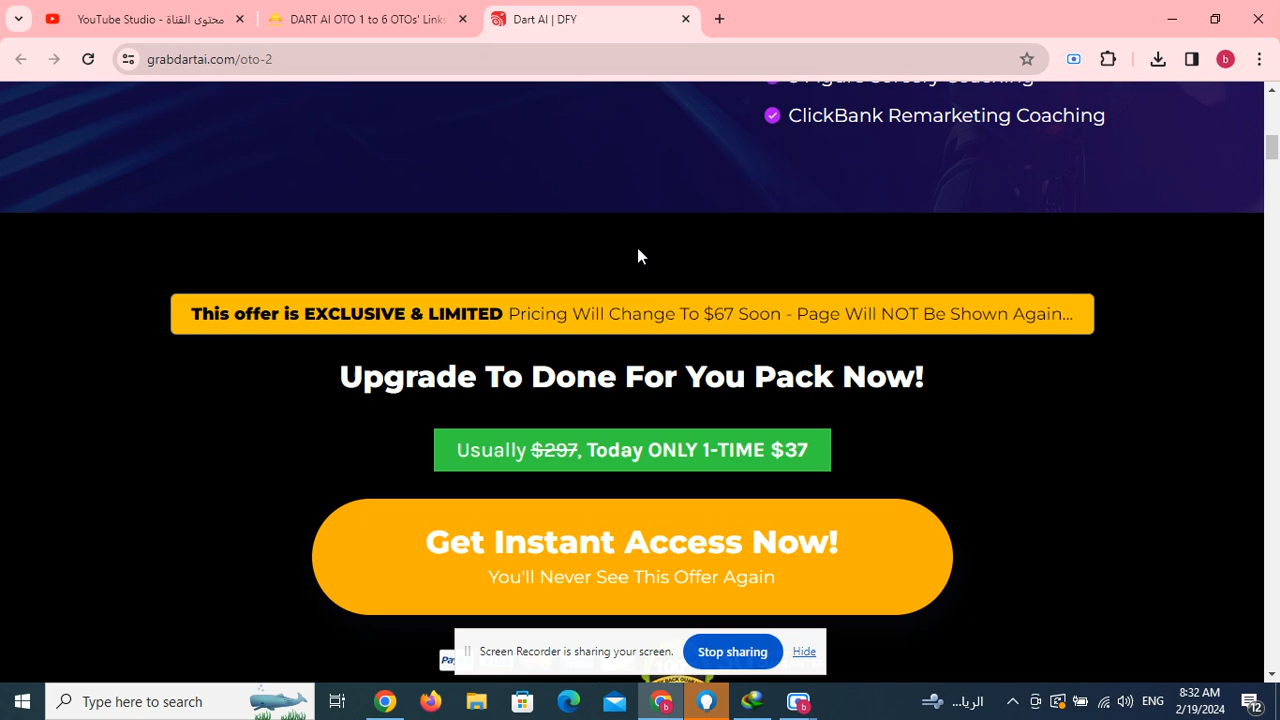 YouTube Studio - محتوى القناة
DART AI OTO 1 to 6 OTOs' Links
Dart AI | DFY
grabdartai.com/oto-2
b
ClickBank Remarketing Coaching
This offer is EXCLUSIVE & LIMITED Pricing Will Change To $67 Soon - Page Will NOT Be Shown Again...
Upgrade To Done For You Pack Now!
Usually $297, Today ONLY 1-TIME $37
Get Instant Access Now!
You'll Never See This Offer Again
Screen Recorder is sharing your screen.
Stop sharing
Hide
Type here to search
الريا...
ENG
8:32 AM
2/19/2024
12